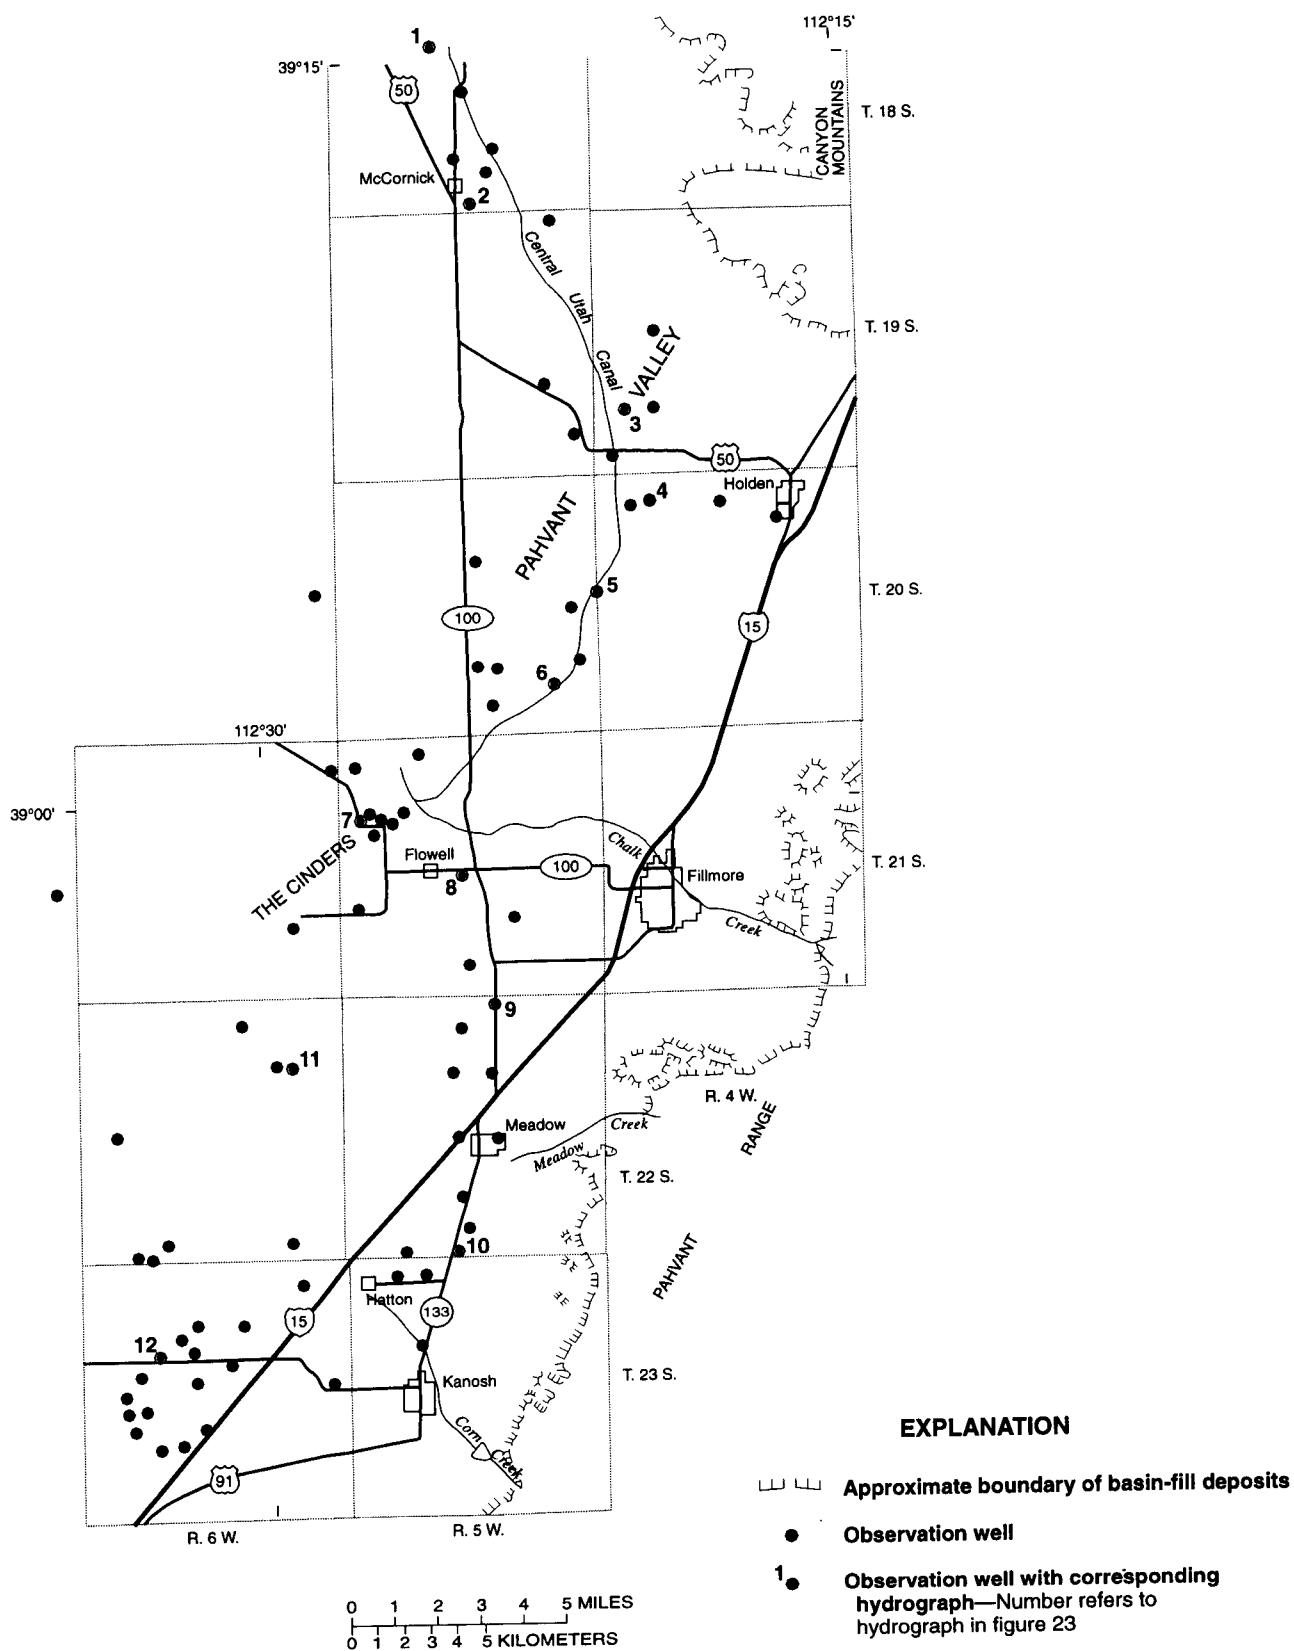 112°15'
1
39°15'
50
CANYON
MOUNTAINS
T. 18 S.
McCornick
2
Central
Utah
Canal
T. 19 S.
VALLEY
3
50
Holden
4
PAHVANT
5
T. 20 S.
100
15
6
112°30'
39°00'
7
Chalk
THE CINDERS
Flowell
100
T. 21 S.
8
Fillmore
Creek
9
11
R. 4 W.
RANGE
Meadow
Creek
Meadow
T. 22 S.
10
PAHVANT
Hatton
133
15
12
T. 23 S.
Kanosh
Corn
Creek
91
R. 6 W.
R. 5 W.
EXPLANATION
Approximate boundary of basin-fill deposits
Observation well
1
Observation well with corresponding
hydrograph—Number refers to
hydrograph in figure 23
0 1 2 3 4 5 MILES
0 1 2 3 4 5 KILOMETERS